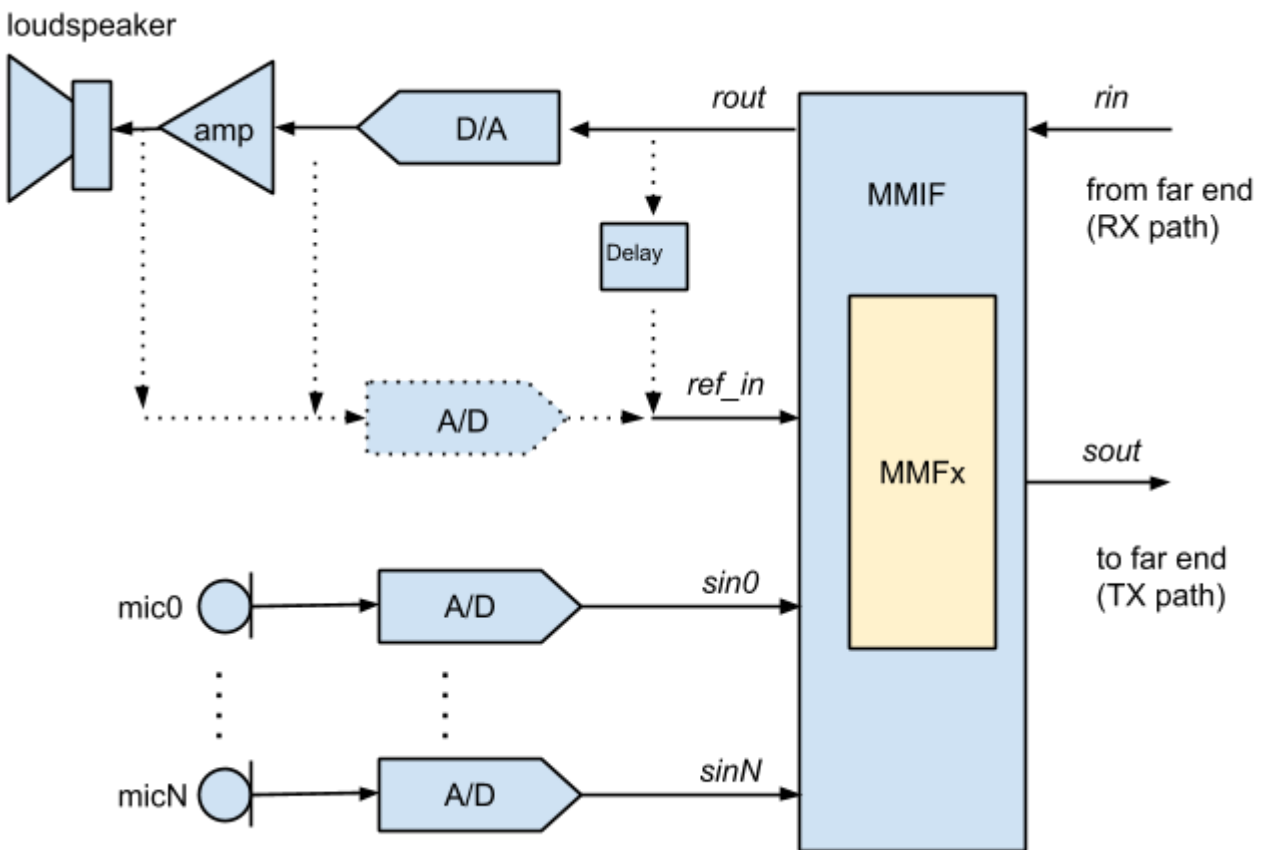 loudspeaker
amp
D/A
rout
rin
MMIF
from far end
(RX path)
Delay
A/D
ref_in
MMFx
sout
mic0
A/D
sin0
to far end
(TX path)
micN
A/D
sinN